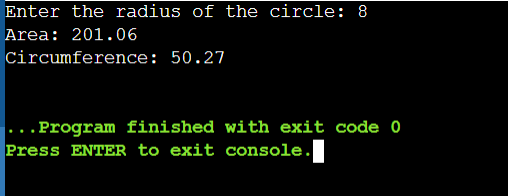 Enter the radius of the circle: 8
Area: 201.06
Circumference: 50.27
...Program finished with exit code 0
Press ENTER to exit console.